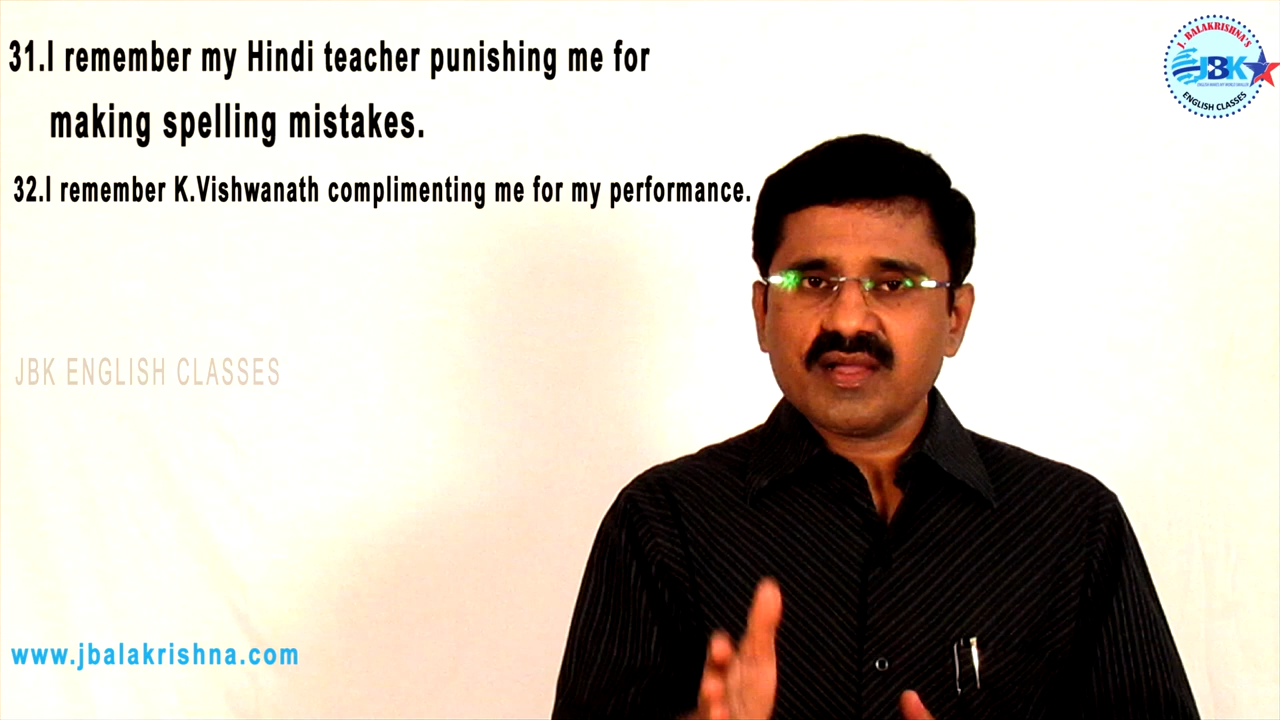 31.I remember my Hindi teacher punishing me for
making spelling mistakes.
32.I remember K.Vishwanath complimenting me for my performance.
J. BALAKRISHNA'S
JBK
ENGLISH CLASSES
JBK ENGLISH CLASSES
www.jbalakrishna.com